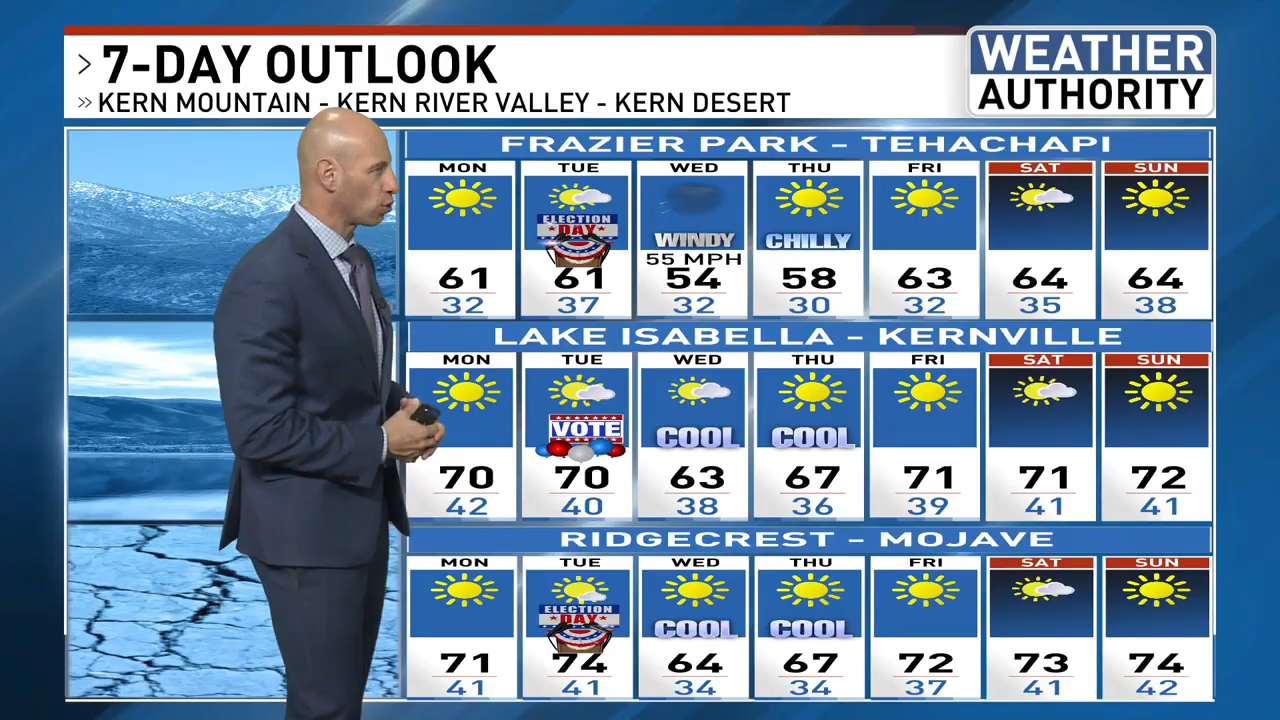 > 7-DAY OUTLOOK
» KERN MOUNTAIN - KERN RIVER VALLEY - KERN DESERT
WEATHER
AUTHORITY
FRAZIER PARK - TEHACHAPI
MON TUE WED THU FRI SAT SUN
ELECTION
DAY
WINDY CHILLY
55 MPH
61 61 54 58 63 64 64
32 37 32 30 32 35 38
LAKE ISABELLA - KERNVILLE
MON TUE WED THU FRI SAT SUN
VOTE COOL COOL
70 70 63 67 71 71 72
42 40 38 36 39 41 41
RIDGECREST - MOJAVE
MON TUE WED THU FRI SAT SUN
ELECTION
DAY COOL COOL
71 74 64 67 72 73 74
41 41 34 34 37 41 42